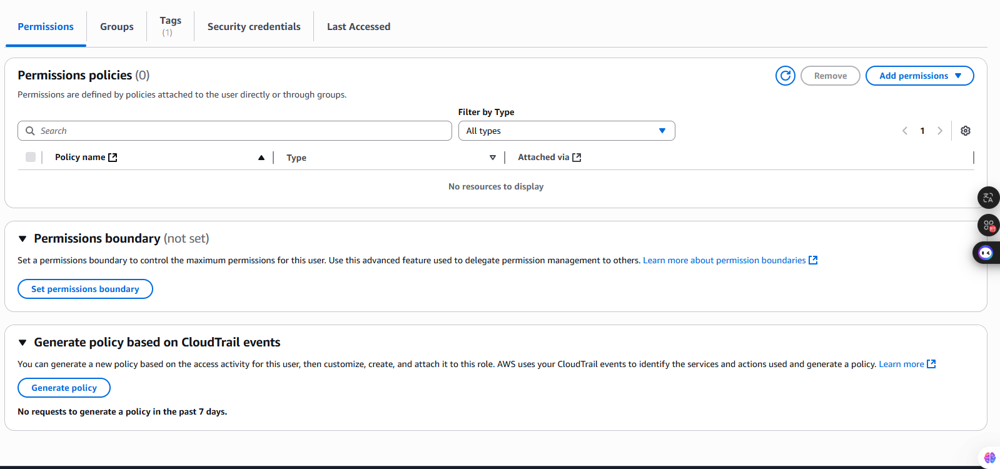 Permissions
Groups
Tags
(1)
Security credentials
Last Accessed
Permissions policies (0)
Remove
Add permissions
Permissions are defined by policies attached to the user directly or through groups.
Filter by Type
Search
All types
1
Policy name
Type
Attached via
No resources to display
Permissions boundary (not set)
Set a permissions boundary to control the maximum permissions for this user. Use this advanced feature used to delegate permission management to others. Learn more about permission boundaries
Set permissions boundary
Generate policy based on CloudTrail events
You can generate a new policy based on the access activity for this user, then customize, create, and attach it to this role. AWS uses your CloudTrail events to identify the services and actions used and generate a policy. Learn more
Generate policy
No requests to generate a policy in the past 7 days.